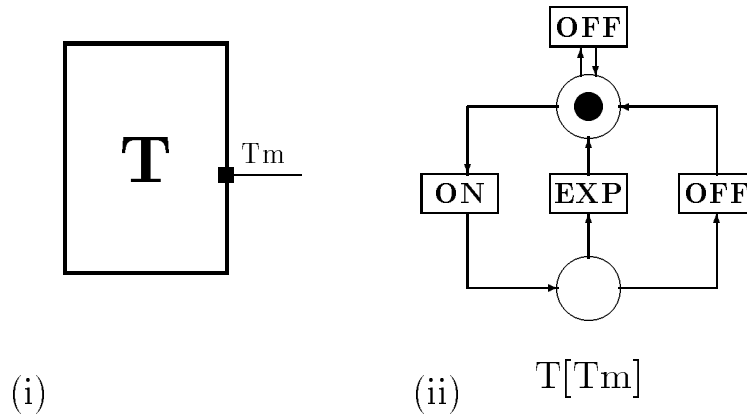 T
Tm
(i)
OFF
ON
EXP
OFF
T[Tm]
(ii)